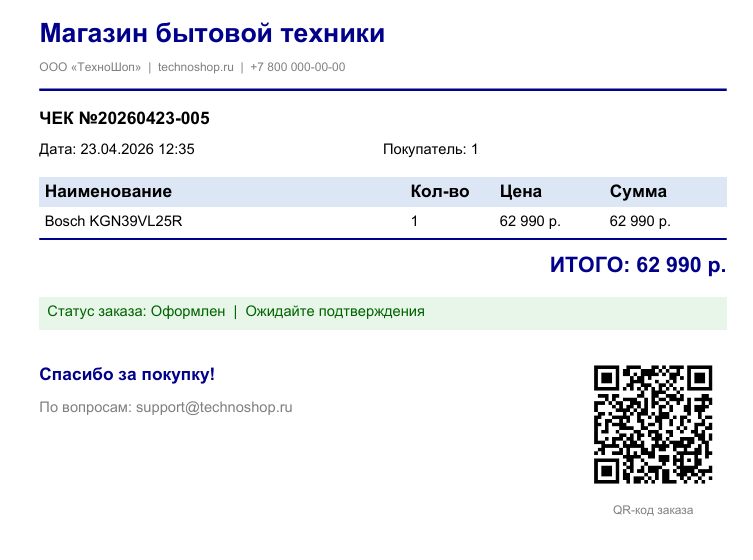 Магазин бытовой техники
ООО «ТехноШоп» | technoshop.ru | +7 800 000-00-00
ЧЕК №20260423-005
Дата: 23.04.2026 12:35 Покупатель: 1
Наименование Кол-во Цена Сумма
Bosch KGN39VL25R 1 62 990 р. 62 990 р.
ИТОГО: 62 990 р.
Статус заказа: Оформлен | Ожидайте подтверждения
Спасибо за покупку!
По вопросам: support@technoshop.ru
QR-код заказа